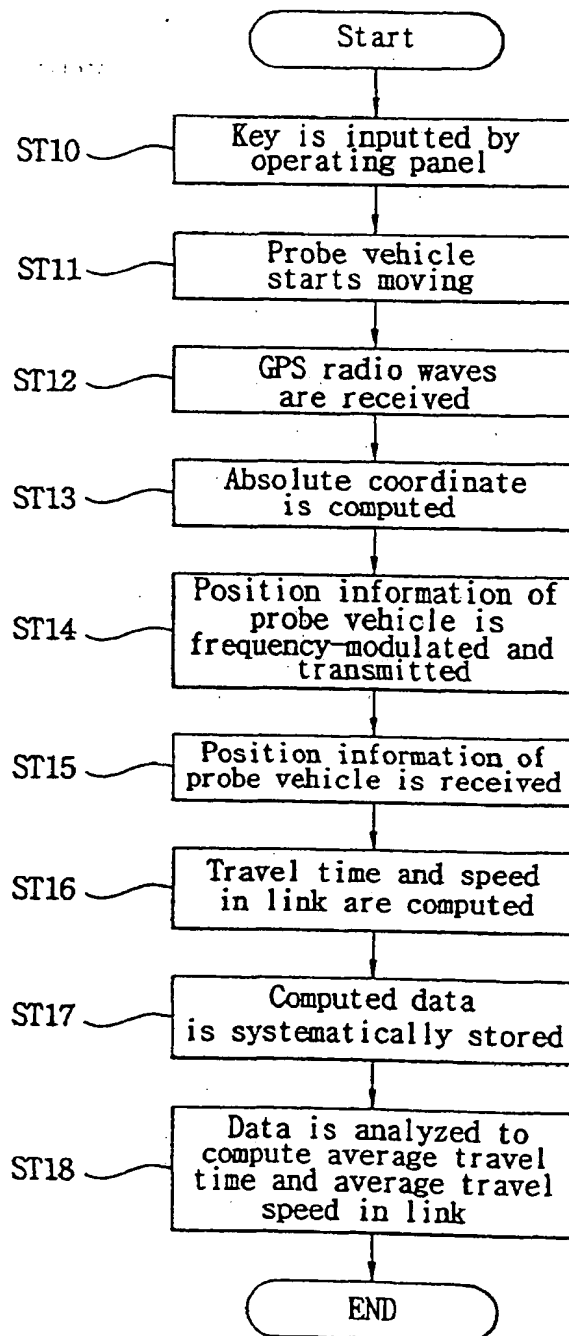 Start
ST10
Key is inputted by
operating panel
ST11
Probe vehicle
starts moving
ST12
GPS radio waves
are received
ST13
Absolute coordinate
is computed
ST14
Position information of
probe vehicle is
frequency-modulated and
transmitted
ST15
Position information of
probe vehicle is received
ST16
Travel time and speed
in link are computed
ST17
Computed data
is systematically stored
ST18
Data is analyzed to
compute average travel
time and average travel
speed in link
END